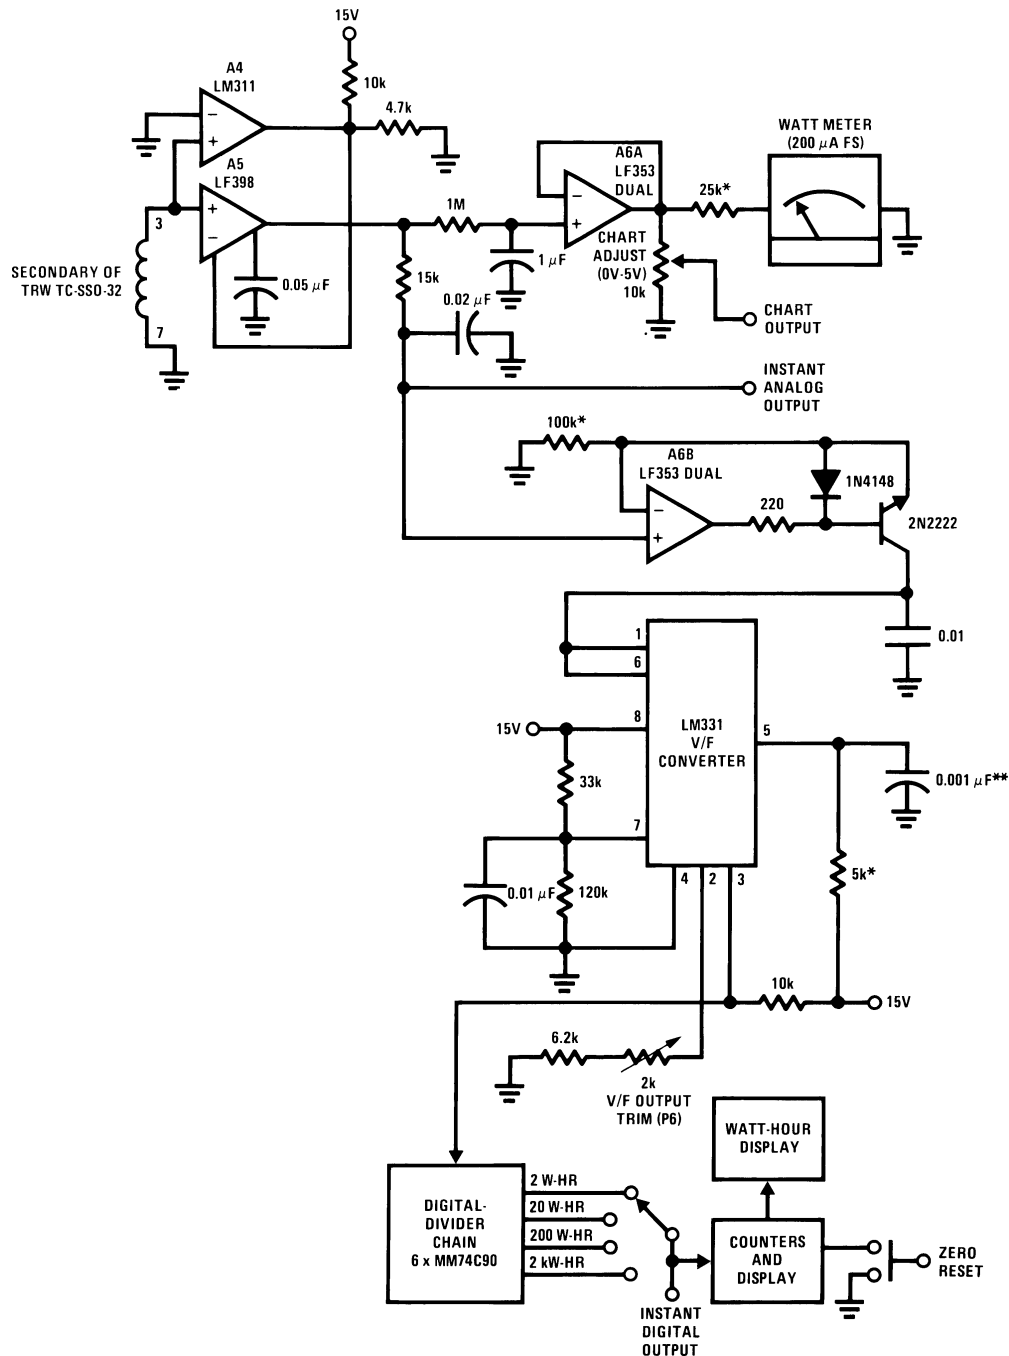 15V
A4
LM311
10k
4.7k
−
+
A5
LF398
3
+
−
SECONDARY OF
TRW TC-SSO-32
7
0.05 μF
1M
15k
0.02 μF
1 μF
A6A
LF353
DUAL
−
+
CHART
ADJUST
(0V-5V)
10k
25k*
WATT METER
(200 μA FS)
CHART
OUTPUT
INSTANT
ANALOG
OUTPUT
100k*
A6B
LF353 DUAL
−
+
220
1N4148
2N2222
0.01
1
6
15V
8
LM331
V/F
CONVERTER
5
33k
0.001 μF**
7
4
2
3
5k*
0.01 μF
120k
10k
15V
6.2k
2k
V/F OUTPUT
TRIM (P6)
WATT-HOUR
DISPLAY
DIGITAL-
DIVIDER
CHAIN
6 x MM74C90
2 W-HR
20 W-HR
200 W-HR
2 kW-HR
COUNTERS
AND
DISPLAY
ZERO
RESET
INSTANT
DIGITAL
OUTPUT